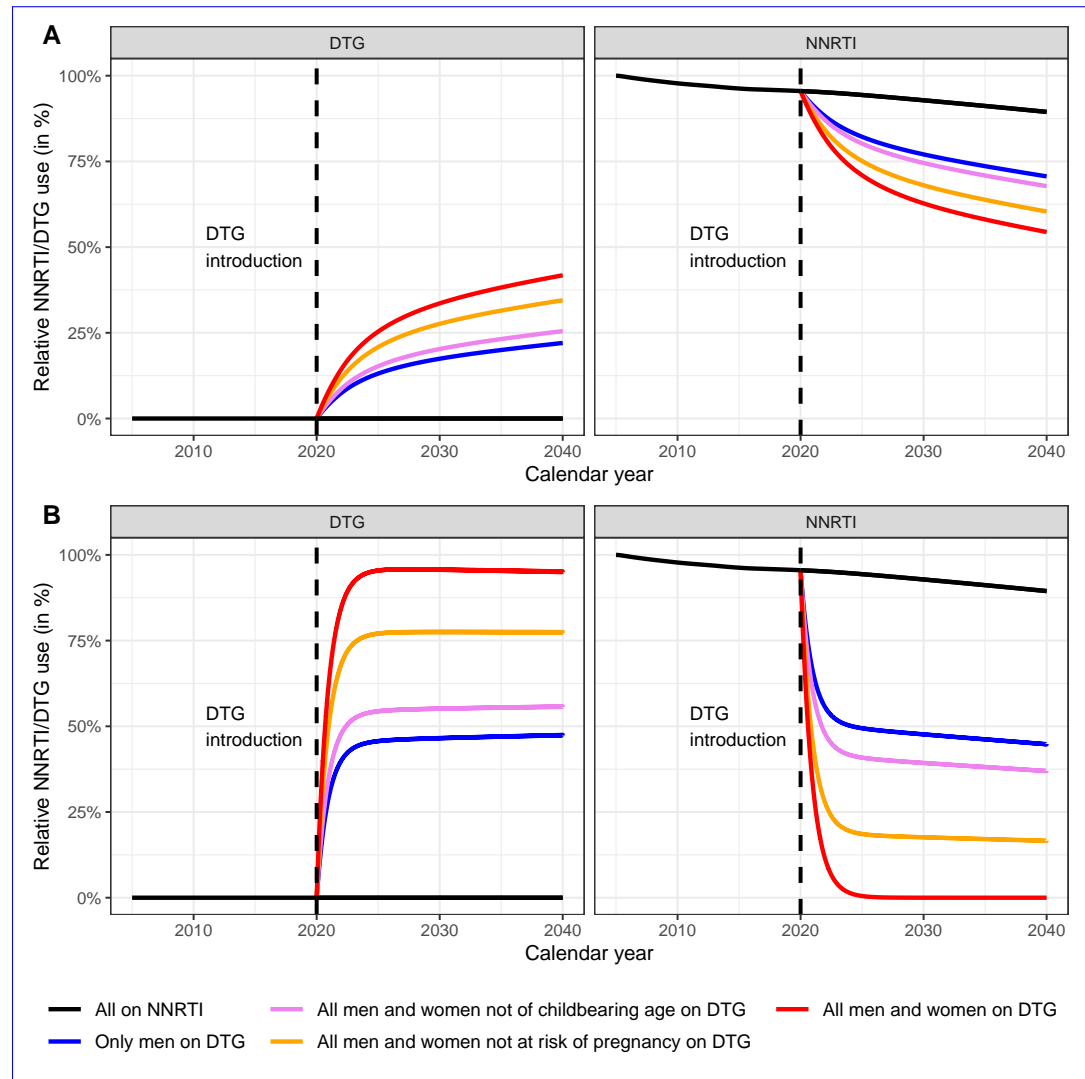 A
DTG
NNRTI
Relative NNRTI/DTG use (in %)
100%
75%
50%
25%
0%
DTG
introduction
DTG
introduction
2010
2020
2030
2040
2010
2020
2030
2040
Calendar year
B
DTG
NNRTI
Relative NNRTI/DTG use (in %)
100%
75%
50%
25%
0%
DTG
introduction
DTG
introduction
2010
2020
2030
2040
2010
2020
2030
2040
Calendar year
All on NNRTI
All men and women not of childbearing age on DTG
All men and women on DTG
Only men on DTG
All men and women not at risk of pregnancy on DTG